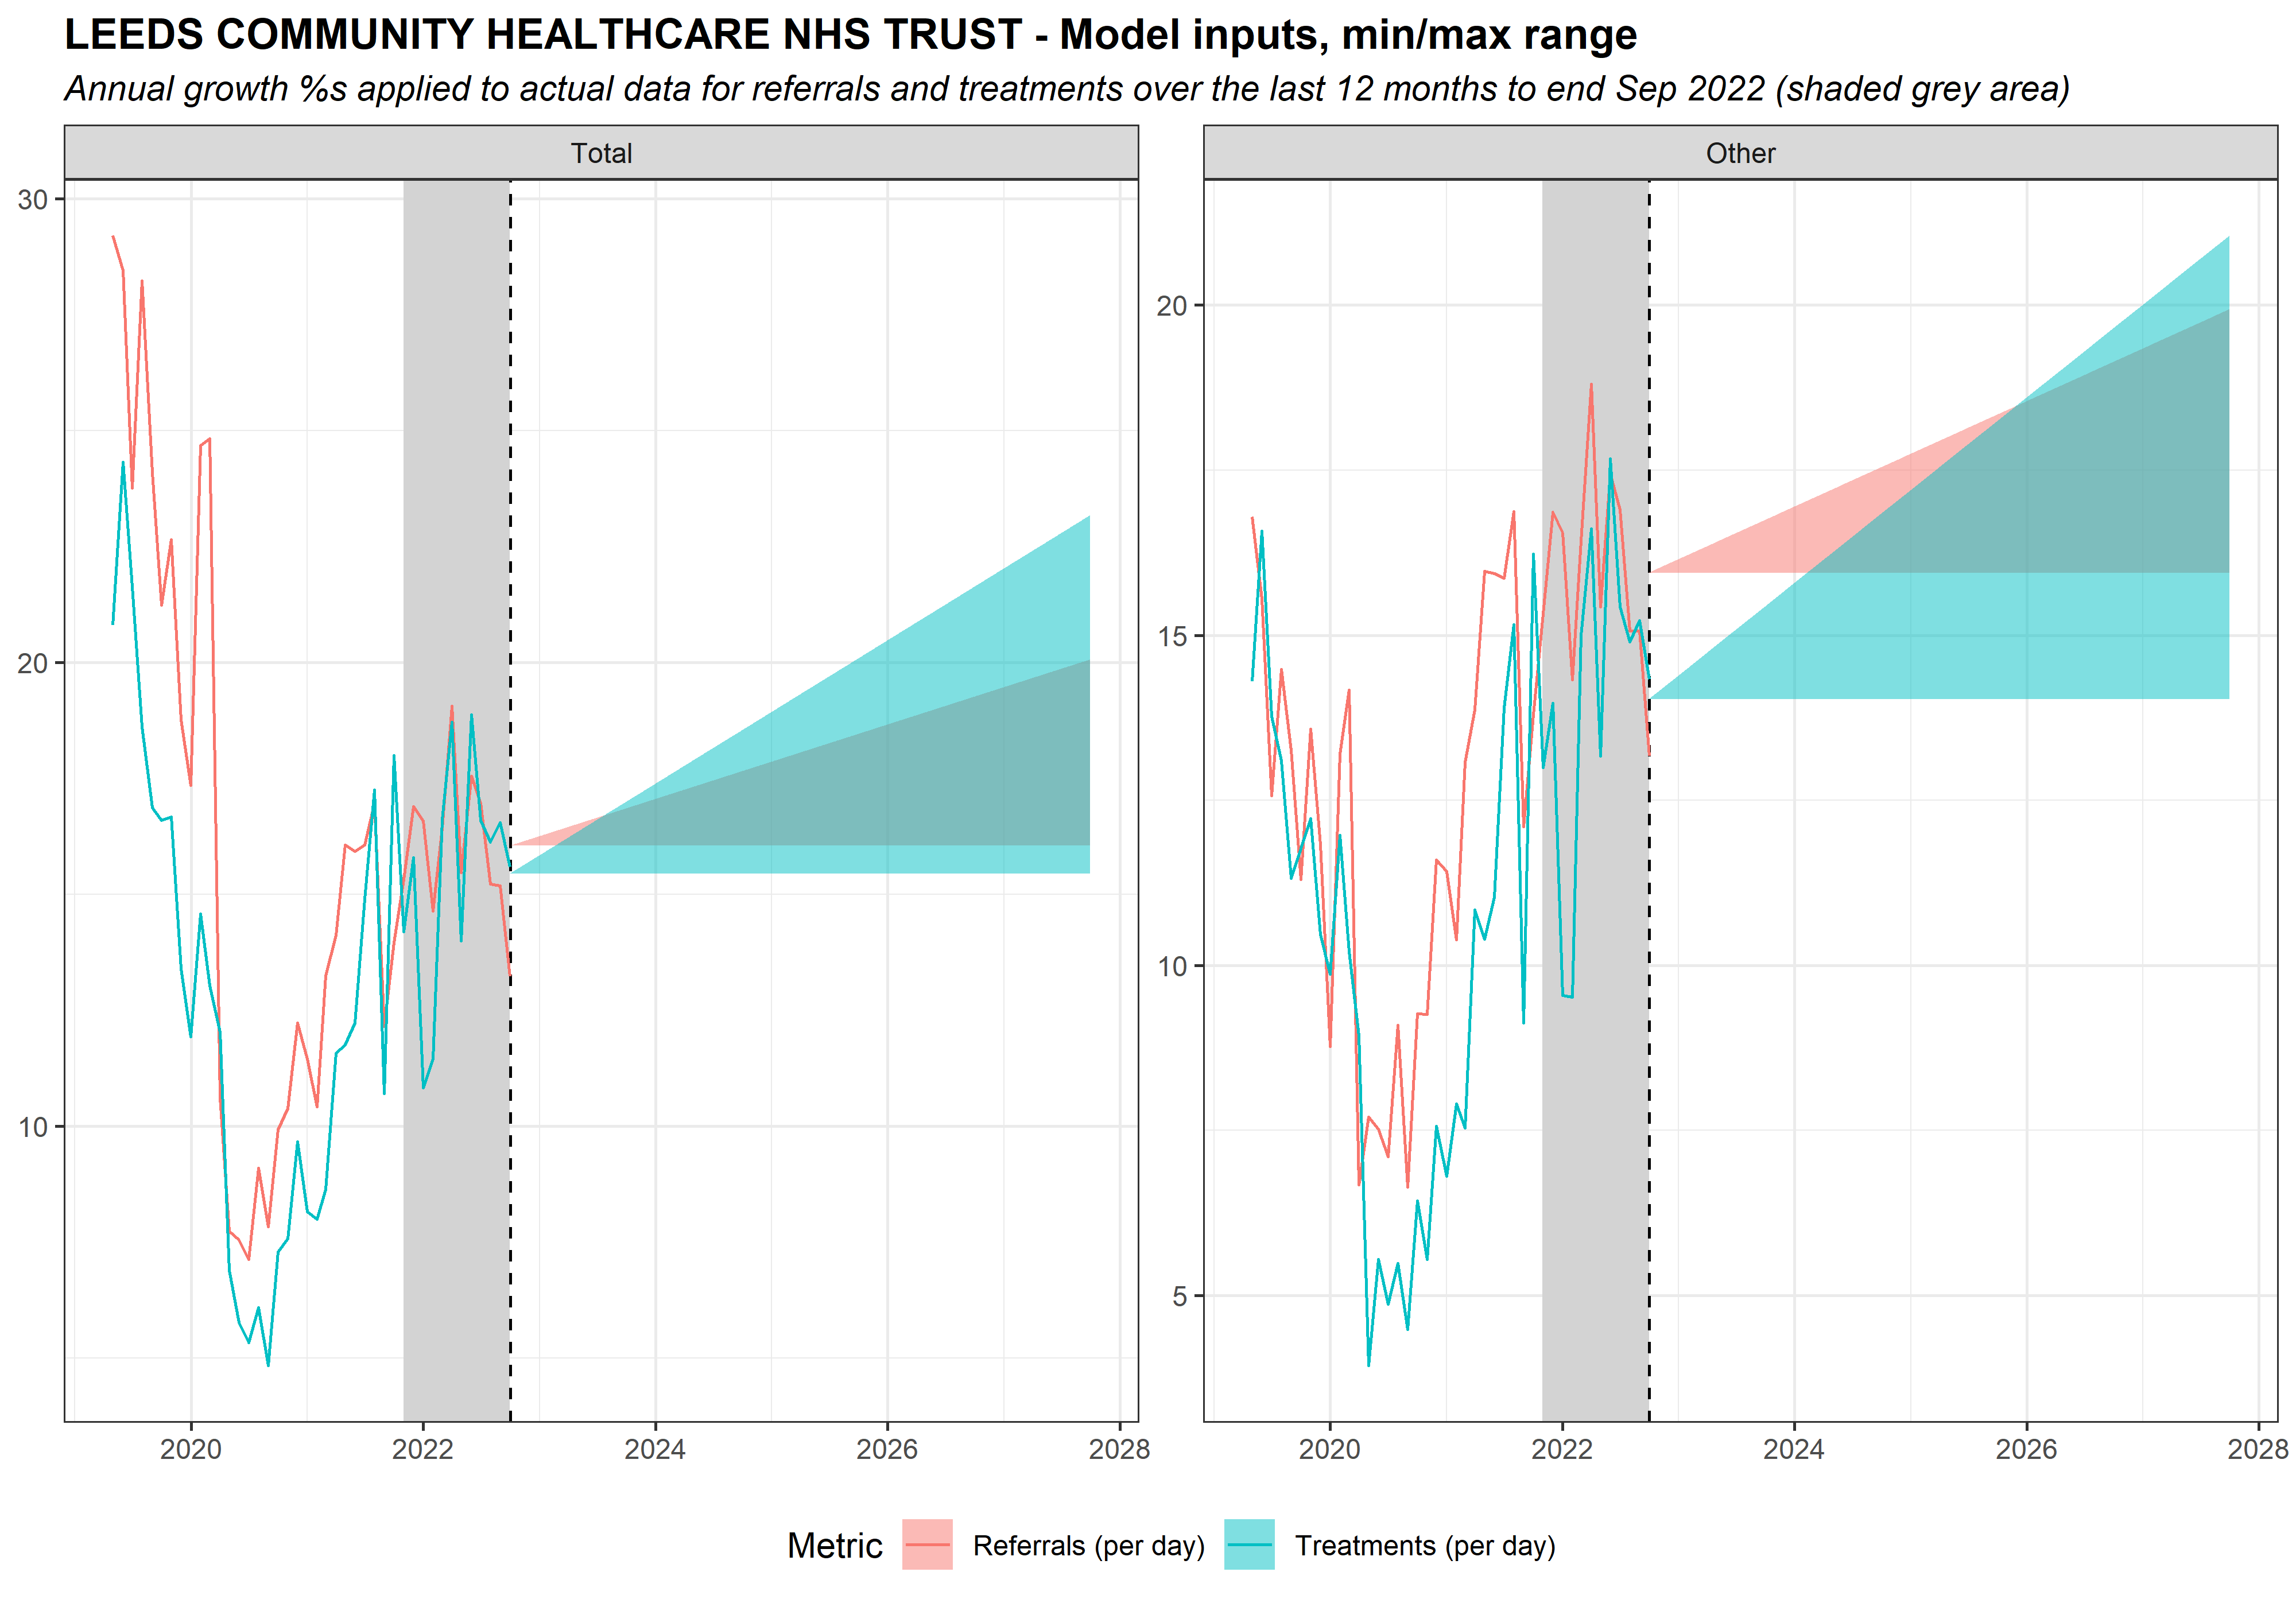 LEEDS COMMUNITY HEALTHCARE NHS TRUST - Model inputs, min/max range
Annual growth %s applied to actual data for referrals and treatments over the last 12 months to end Sep 2022 (shaded grey area)
Total
Other
30
20
10
20
15
10
5
2020 2022 2024 2026 2028
2020 2022 2024 2026 2028
Metric Referrals (per day) Treatments (per day)